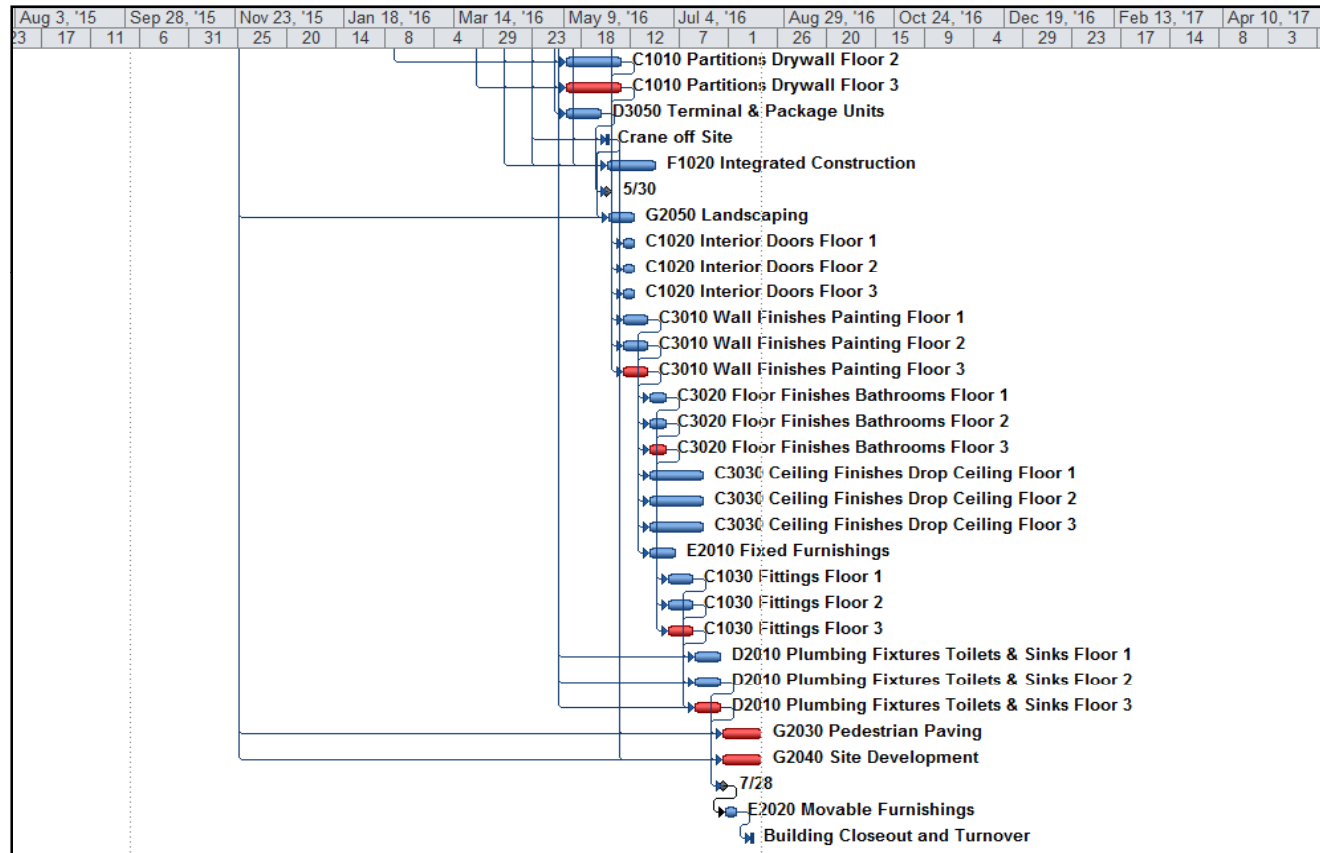 Aug 3, '15 Sep 28, '15 Nov 23, '15 Jan 18, '16 Mar 14, '16 May 9, '16 Jul 4, '16 Aug 29, '16 Oct 24, '16 Dec 19, '16 Feb 13, '17 Apr 10, '17
23 17 11 6 31 25 20 14 8 4 29 23 18 12 7 1 26 20 15 9 4 29 23 17 14 8 3
C1010 Partitions Drywall Floor 2
C1010 Partitions Drywall Floor 3
D3050 Terminal & Package Units
Crane off Site
F1020 Integrated Construction
5/30
G2050 Landscaping
C1020 Interior Doors Floor 1
C1020 Interior Doors Floor 2
C1020 Interior Doors Floor 3
C3010 Wall Finishes Painting Floor 1
C3010 Wall Finishes Painting Floor 2
C3010 Wall Finishes Painting Floor 3
C3020 Floor Finishes Bathrooms Floor 1
C3020 Floor Finishes Bathrooms Floor 2
C3020 Floor Finishes Bathrooms Floor 3
C3030 Ceiling Finishes Drop Ceiling Floor 1
C3030 Ceiling Finishes Drop Ceiling Floor 2
C3030 Ceiling Finishes Drop Ceiling Floor 3
E2010 Fixed Furnishings
C1030 Fittings Floor 1
C1030 Fittings Floor 2
C1030 Fittings Floor 3
D2010 Plumbing Fixtures Toilets & Sinks Floor 1
D2010 Plumbing Fixtures Toilets & Sinks Floor 2
D2010 Plumbing Fixtures Toilets & Sinks Floor 3
G2030 Pedestrian Paving
G2040 Site Development
7/28
E2020 Movable Furnishings
Building Closeout and Turnover